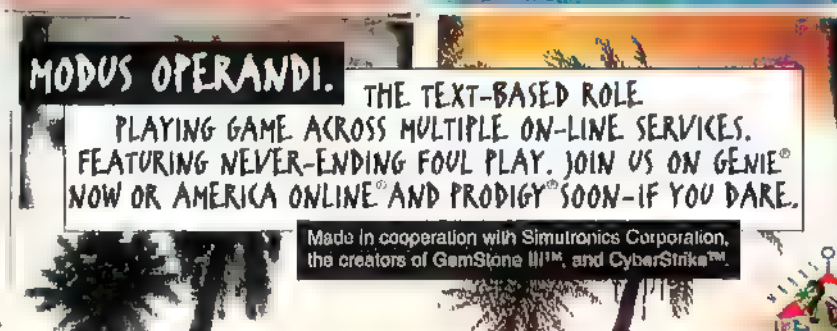 MODUS OPERANDI.
THE TEXT-BASED ROLE
PLAYING GAME ACROSS MULTIPLE ON-LINE SERVICES.
FEATURING NEVER-ENDING FOUL PLAY. JOIN US ON GENIE®
NOW OR AMERICA ONLINE® AND PRODIGY® SOON-IF YOU DARE.
Made in cooperation with Simutronics Corporation,
the creators of GemStone III™, and CyberStrike™.